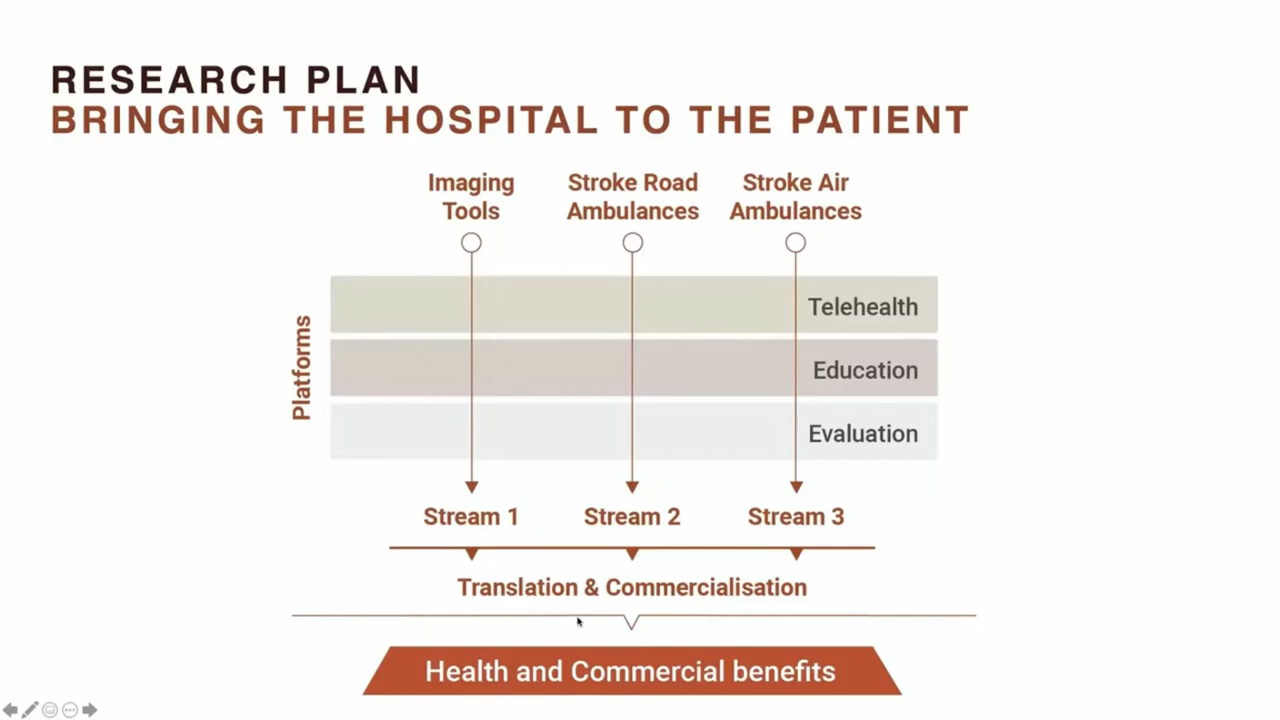 RESEARCH PLAN
BRINGING THE HOSPITAL TO THE PATIENT
Imaging
Tools
Stroke Road
Ambulances
Stroke Air
Ambulances
Platforms
Telehealth
Education
Evaluation
Stream 1
Stream 2
Stream 3
Translation & Commercialisation
Health and Commercial benefits